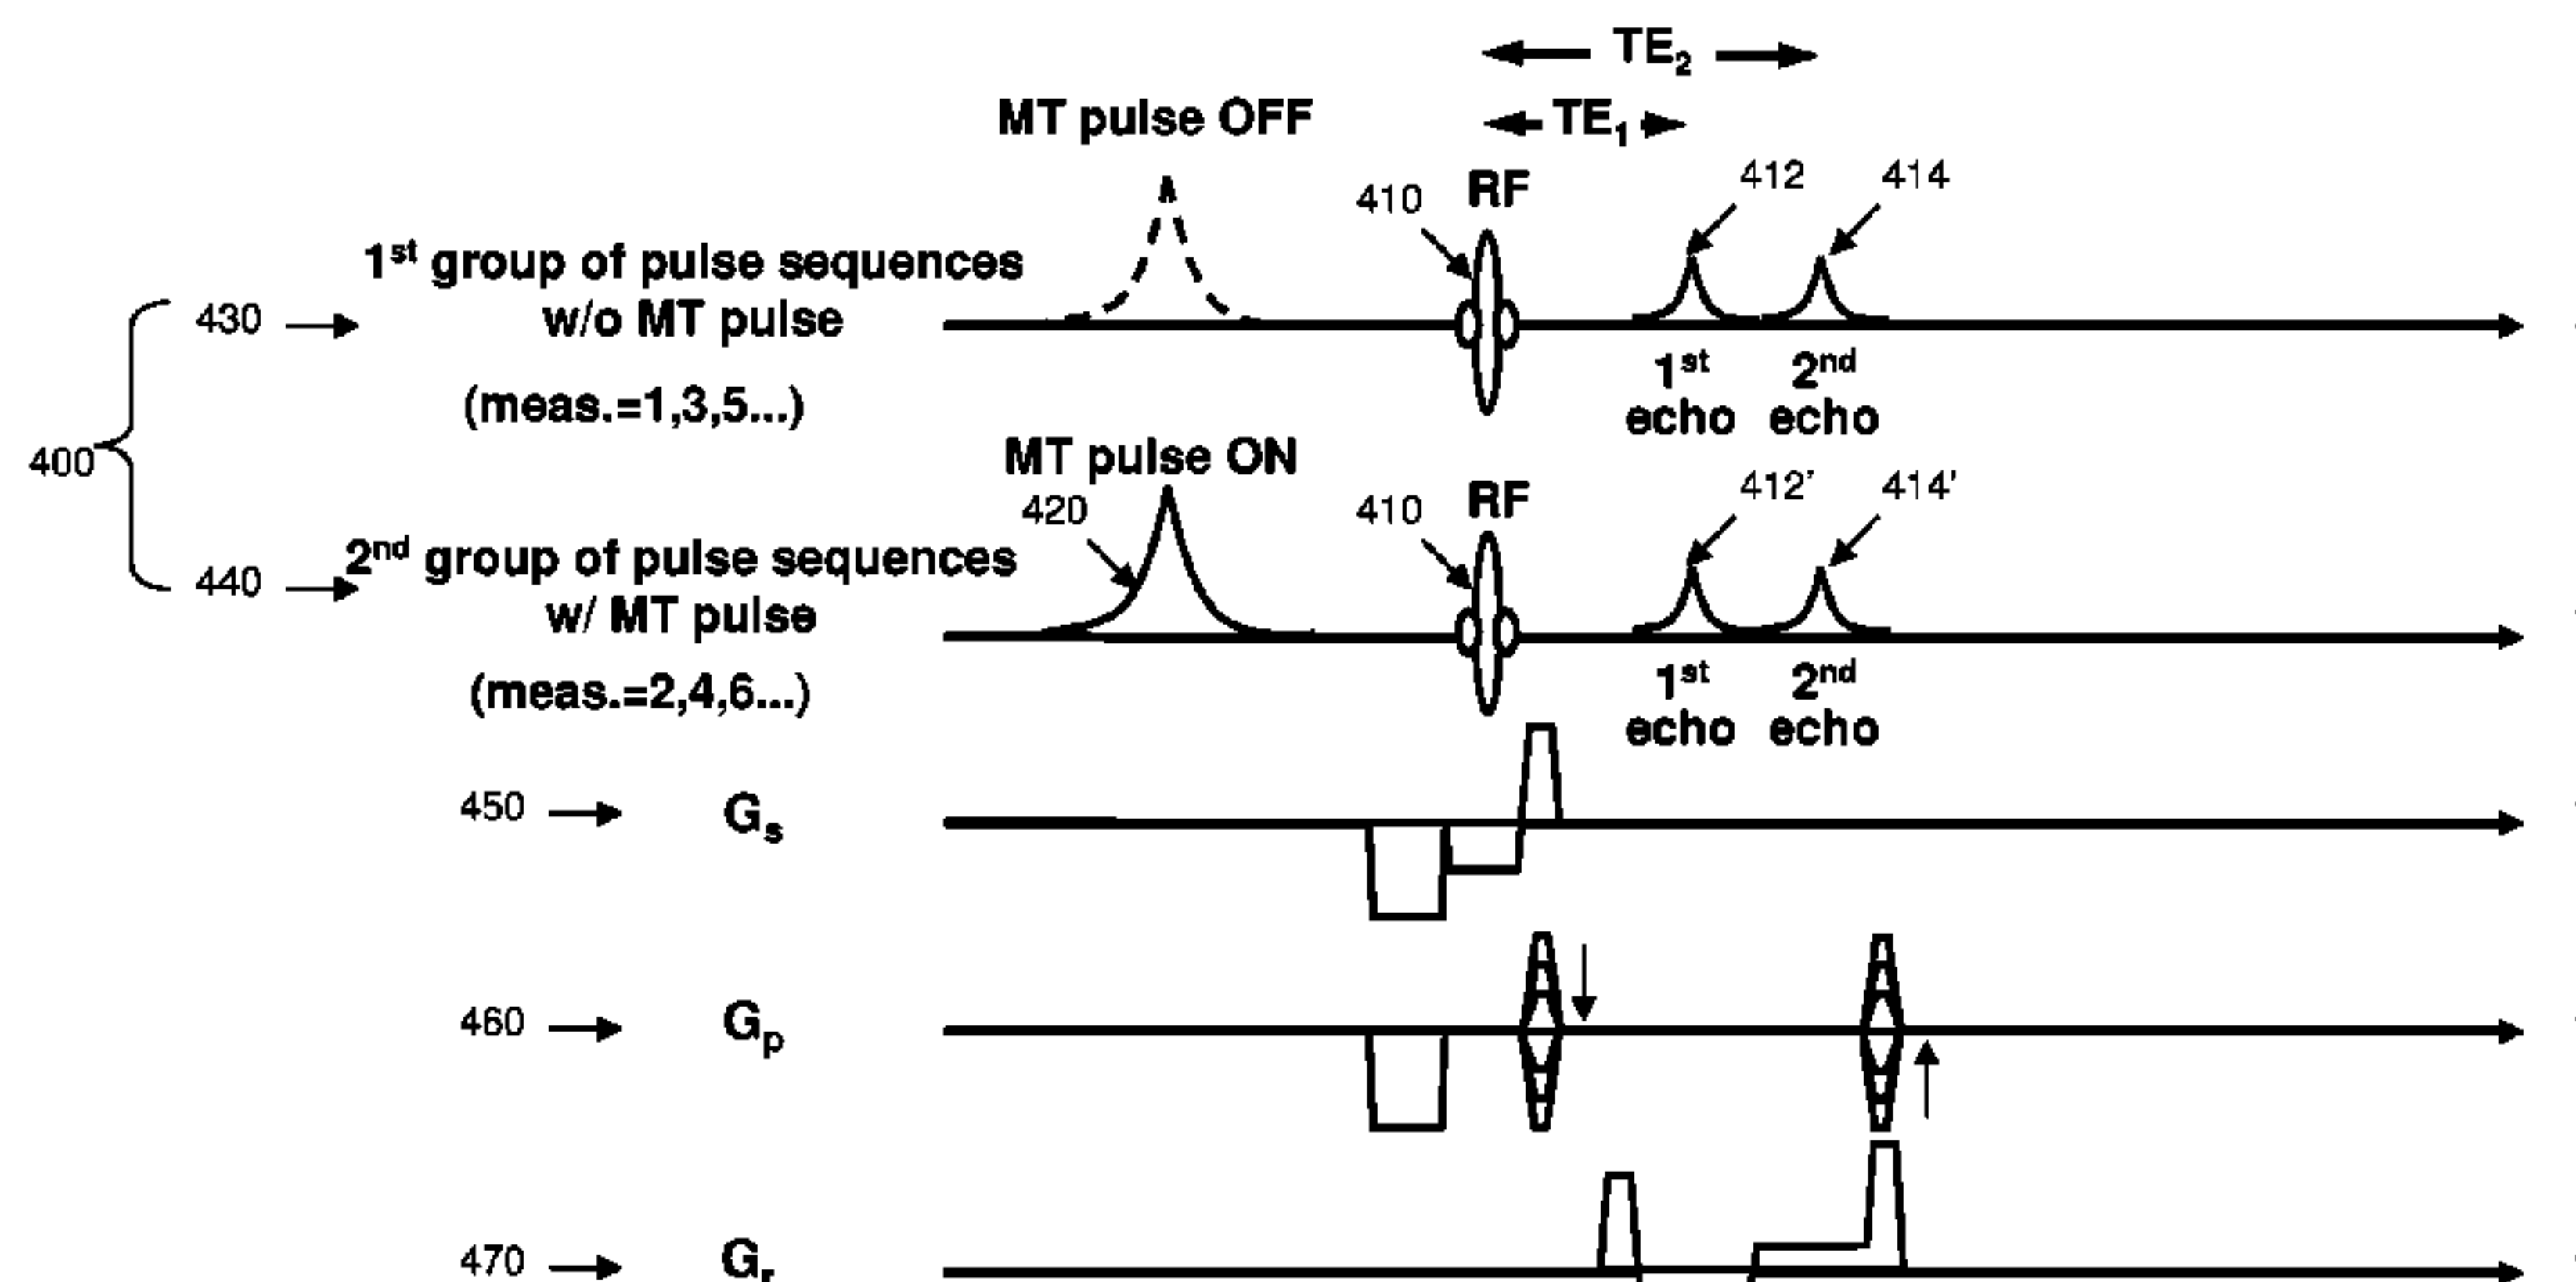 TE2
MT pulse OFF
TE1
412
414
410
RF
1st group of pulse sequences
430
w/o MT pulse
1st
echo
2nd
echo
(meas.=1,3,5...)
400
MT pulse ON
420
410
RF
412'
414'
440
2nd group of pulse sequences
w/ MT pulse
1st
echo
2nd
echo
(meas.=2,4,6...)
450
Gs
460
Gp
470
Gr